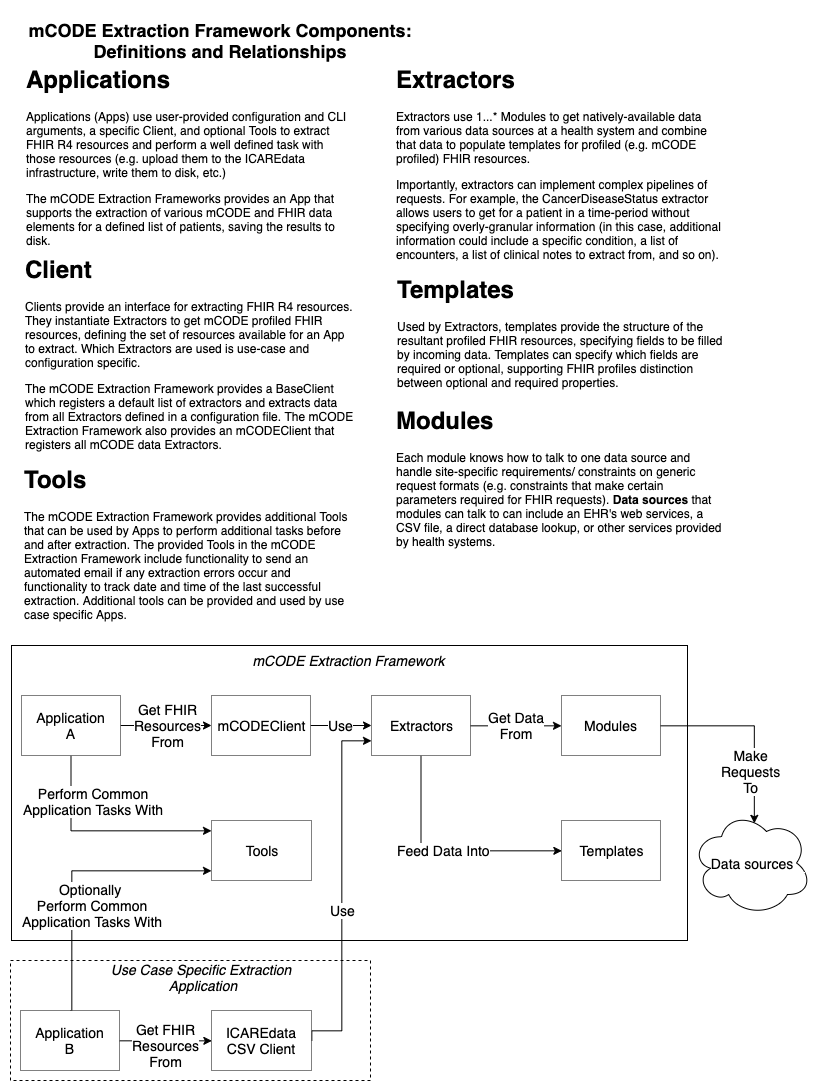 mCODE Extraction Framework Components:
Definitions and Relationships
Applications
Applications (Apps) use user-provided configuration and CLI
arguments, a specific Client, and optional Tools to extract
FHIR R4 resources and perform a well defined task with
those resources (e.g. upload them to the ICAREdata
infrastructure, write them to disk, etc.)
The mCODE Extraction Frameworks provides an App that
supports the extraction of various mCODE and FHIR data
elements for a defined list of patients, saving the results to
disk.
Client
Clients provide an interface for extracting FHIR R4 resources.
They instantiate Extractors to get mCODE profiled FHIR
resources, defining the set of resources available for an App
to extract. Which Extractors are used is use-case and
configuration specific.
The mCODE Extraction Framework provides a BaseClient
which registers a default list of extractors and extracts data
from all Extractors defined in a configuration file. The mCODE
Extraction Framework also provides an mCODEClient that
registers all mCODE data Extractors.
Tools
The mCODE Extraction Framework provides additional Tools
that can be used by Apps to perform additional tasks before
and after extraction. The provided Tools in the mCODE
Extraction Framework include functionality to send an
automated email if any extraction errors occur and
functionality to track date and time of the last successful
extraction. Additional tools can be provided and used by use
case specific Apps.
Extractors
Extractors use 1...* Modules to get natively-available data
from various data sources at a health system and combine
that data to populate templates for profiled (e.g. mCODE
profiled) FHIR resources.
Importantly, extractors can implement complex pipelines of
requests. For example, the CancerDiseaseStatus extractor
allows users to get for a patient in a time-period without
specifying overly-granular information (in this case, additional
information could include a specific condition, a list of
encounters, a list of clinical notes to extract from, and so on).
Templates
Used by Extractors, templates provide the structure of the
resultant profiled FHIR resources, specifying fields to be filled
by incoming data. Templates can specify which fields are
required or optional, supporting FHIR profiles distinction
between optional and required properties.
Modules
Each module knows how to talk to one data source and
handle site-specific requirements/ constraints on generic
request formats (e.g. constraints that make certain
parameters required for FHIR requests). Data sources that
modules can talk to can include an EHR's web services, a
CSV file, a direct database lookup, or other services provided
by health systems.
mCODE Extraction Framework
Application
A
Get FHIR
Resources
From
mCODEClient
Use
Extractors
Get Data
From
Modules
Make
Requests
To
Data sources
Perform Common
Application Tasks With
Tools
Feed Data Into
Templates
Optionally
Perform Common
Application Tasks With
Use
Use Case Specific Extraction
Application
Application
B
Get FHIR
Resources
From
ICAREdata
CSV Client